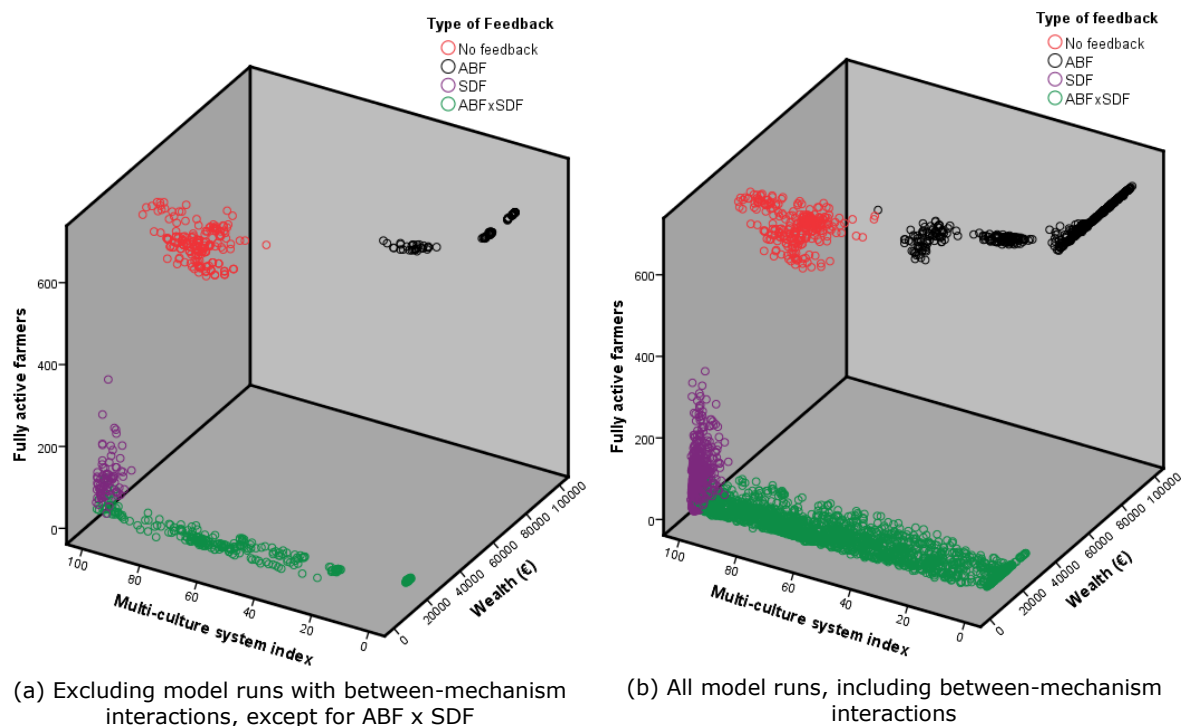 Type of Feedback
No feedback
ABF
SDF
ABFxSDF
Fully active farmers
600
400
200
0
100
80
60
40
20
0
Multi-culture system index
0
20000
40000
60000
80000
100000
Wealth (€)
(a) Excluding model runs with between-mechanism
interactions, except for ABF x SDF
Type of feedback
No feedback
ABF
SDF
ABFxSDF
Fully active farmers
600
400
200
0
100
80
60
40
20
0
Multi-culture system index
0
20000
40000
60000
80000
100000
Wealth (€)
(b) All model runs, including between-mechanism
interactions